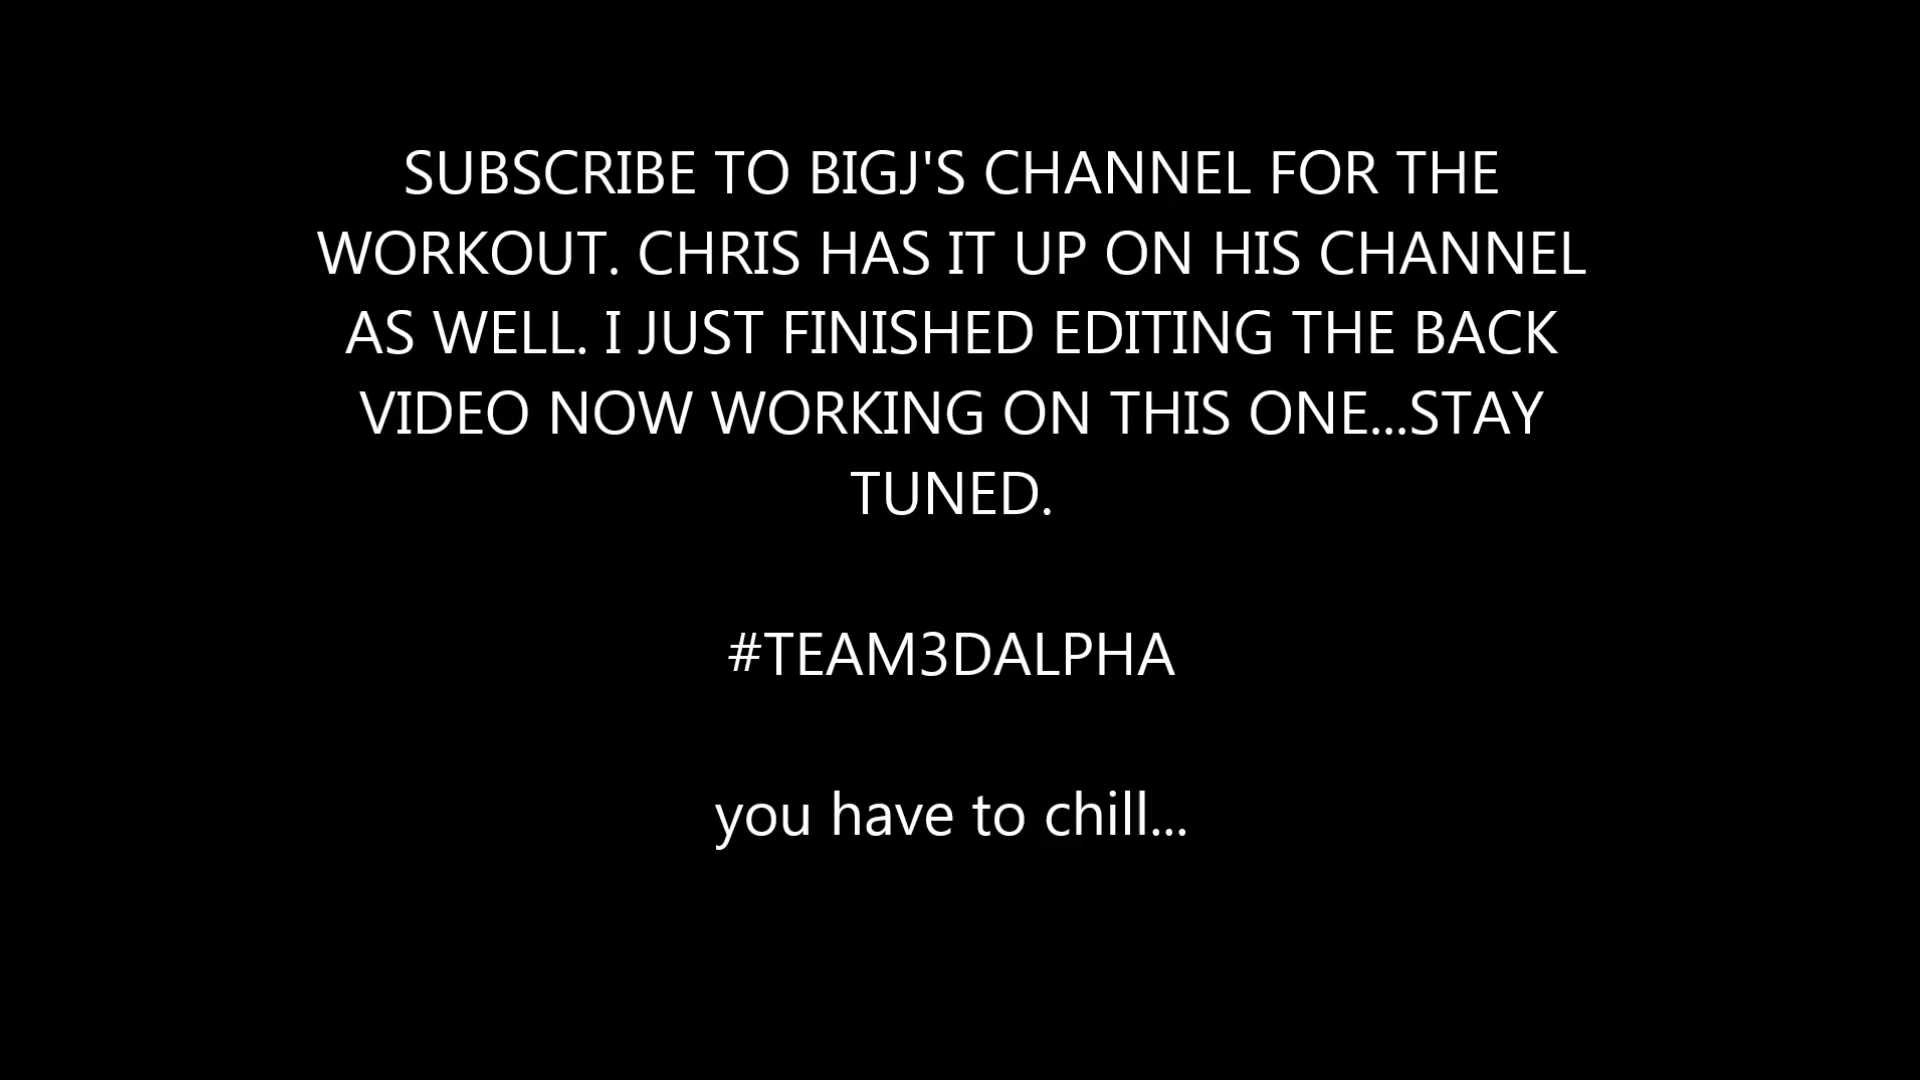 SUBSCRIBE TO BIGJ'S CHANNEL FOR THE
WORKOUT. CHRIS HAS IT UP ON HIS CHANNEL
AS WELL. I JUST FINISHED EDITING THE BACK
VIDEO NOW WORKING ON THIS ONE...STAY
TUNED.
#TEAM3DALPHA
you have to chill...